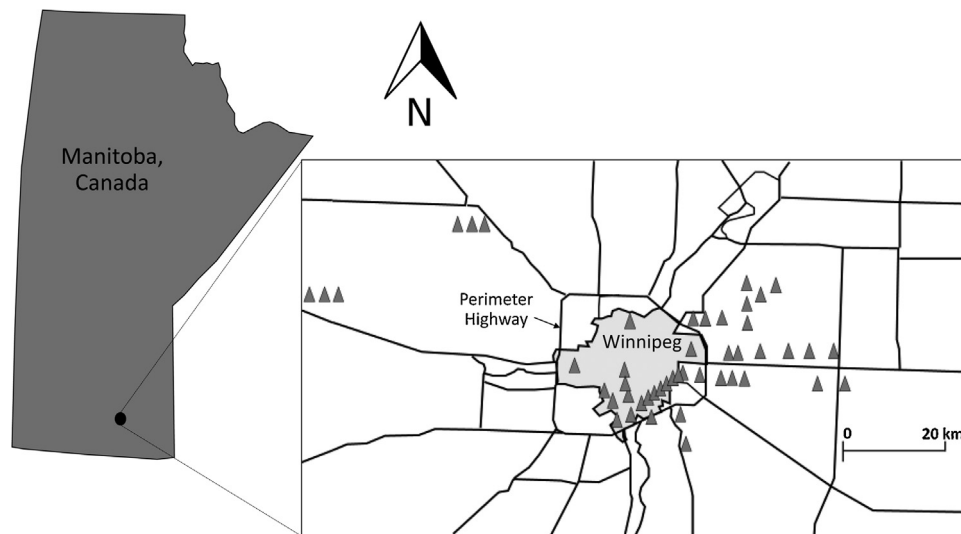 Manitoba,
Canada
N
Perimeter
Highway
Winnipeg
0 20 km